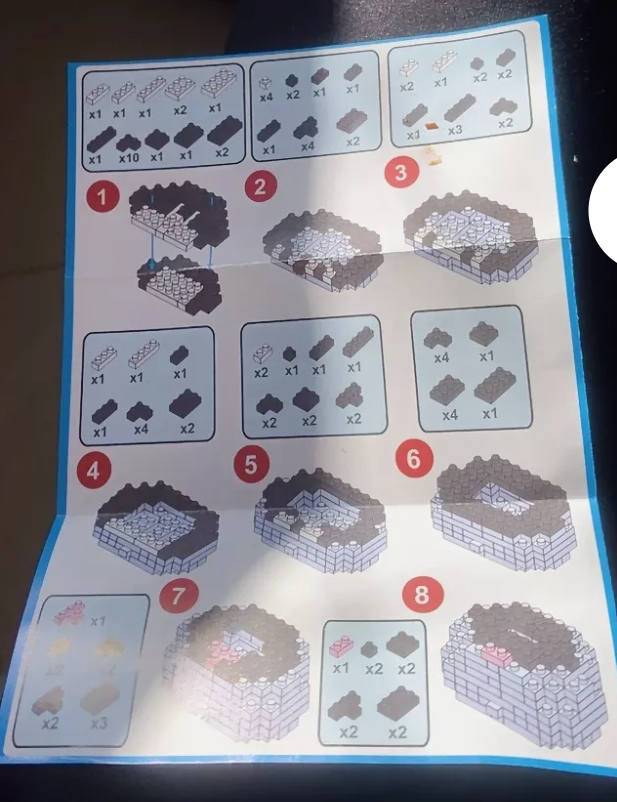 x1 x1 x1 x2 x1
x1 x10 x1 x1 x2
x4 x2 x1 x1
x1 x4 x2
x2 x1 x2 x2
x1 x3 x2
1
2
3
x1 x1 x1
x1 x4 x2
x2 x1 x1 x1
x2 x2 x2
x4 x1
x4 x1
4
5
6
7
8
x1
x2 x3
x1 x2 x2
x2 x2